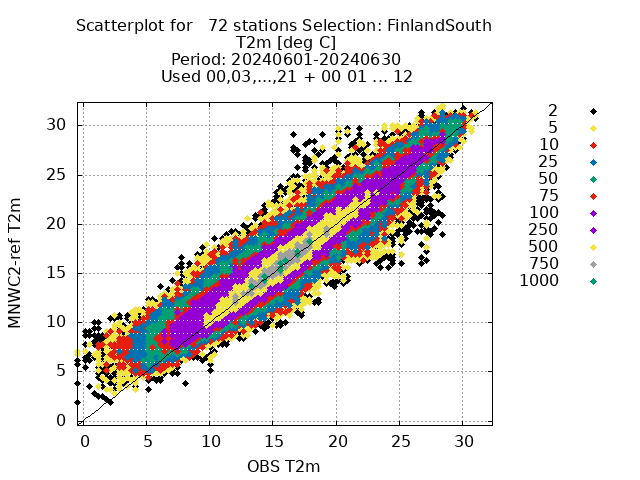 Scatterplot for   72 stations Selection: FinlandSouth
T2m [deg C]
Period: 20240601-20240630
Used 00,03,...,21 + 00 01 ... 12
2
5
10
25
50
75
100
250
500
750
1000
30
25
20
15
10
5
0
MNWC2-ref T2m
0 5 10 15 20 25 30
OBS T2m